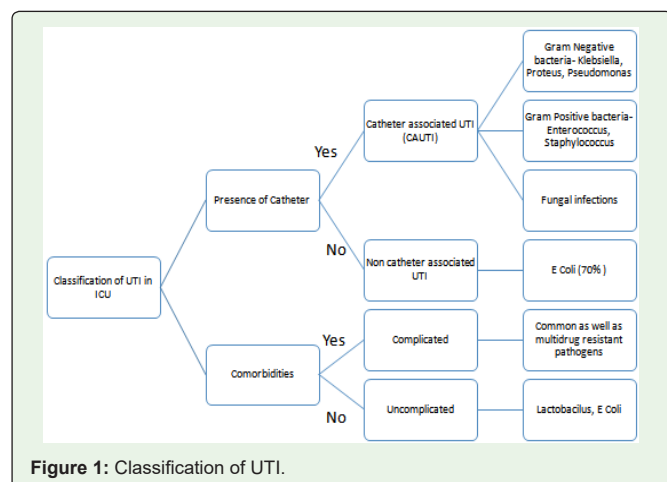 Gram Negative
bacteria- Klebsiella,
Proteus, Pseudomonas
Catheter associated UTI
(CAUTI)
Gram Positive bacteria-
Enterococcus,
Staphylococcus
Yes
Presence of Catheter
Fungal infections
No
Non catheter associated
UTI
E Coli (70% )
Classification of UTI in
ICU
Yes
Complicated
Common as well as
multidrug resistant
pathogens
Comorbidities
No
Uncomplicated
Lactobacilus, E Coli
Figure 1: Classification of UTI.